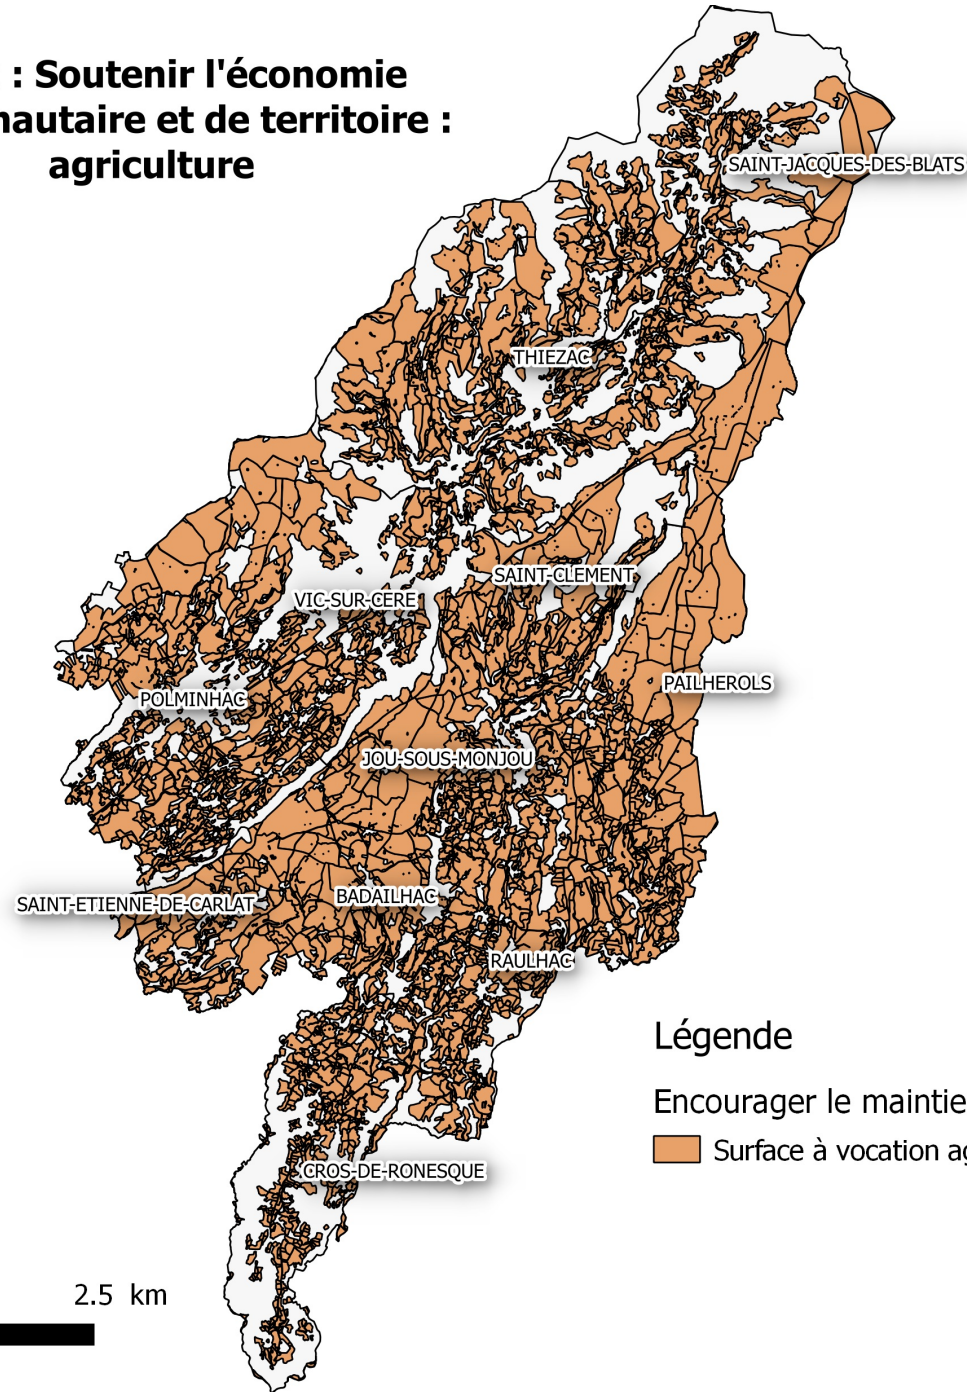 : Soutenir l'économie
nautaire et de territoire :
agriculture
SAINT-JACQUES-DES-BLATS
THIEZAC
SAINT-CLEMENT
VIC-SUR-CERE
PAILHEROLS
POLMINHAC
JOU-SOUS-MONJOU
BADAILHAC
SAINT-ETIENNE-DE-CARLAT
RAULHAC
Légende
Encourager le maintie
Surface à vocation ag
CROS-DE-RONESQUE
2.5 km